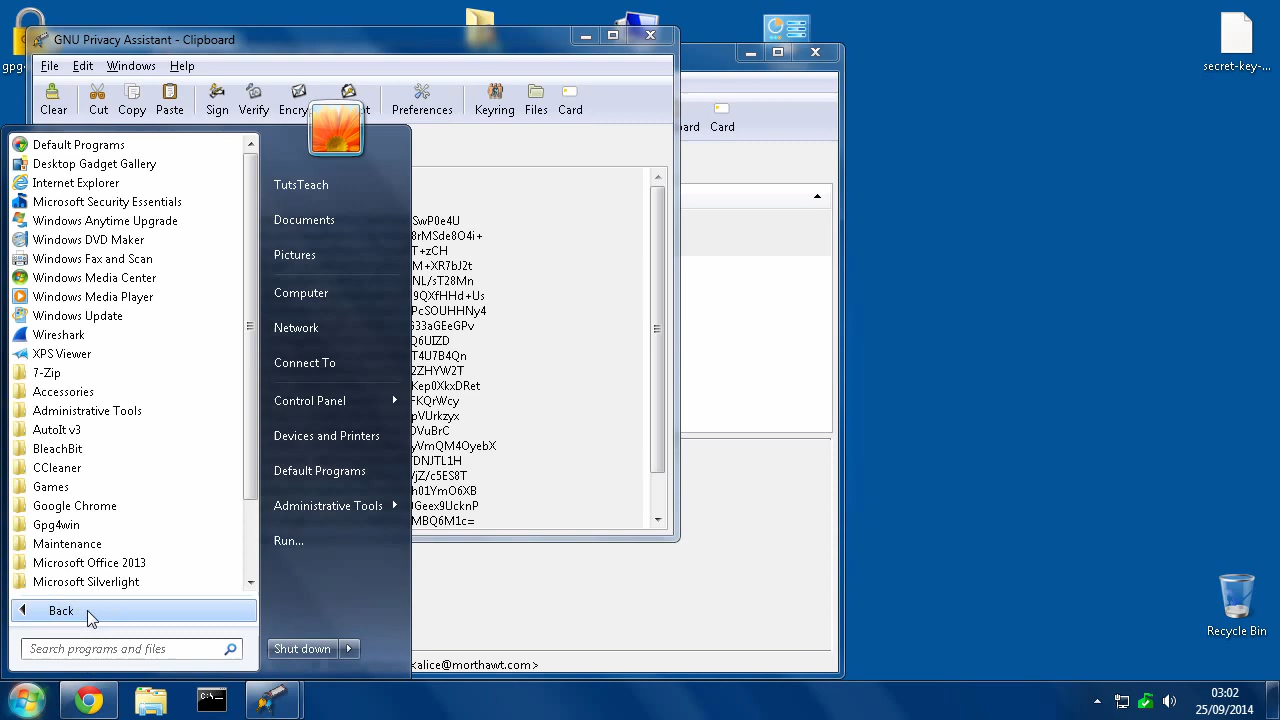 gpg-
secret-key-...
GN
cy Assistant - Clipboard
File Edit Windows Help
Clear Cut Copy Paste Sign Verify Encry t Preferences Keyring Files Card
ard Card
Default Programs
Desktop Gadget Gallery
Internet Explorer
Microsoft Security Essentials
Windows Anytime Upgrade
Windows DVD Maker
Windows Fax and Scan
Windows Media Center
Windows Media Player
Windows Update
Wireshark
XPS Viewer
7-Zip
Accessories
Administrative Tools
AutoIt v3
BleachBit
CCleaner
Games
Google Chrome
Gpg4win
Maintenance
Microsoft Office 2013
Microsoft Silverlight
Back
Search programs and files
TutsTeach
Documents
Pictures
Computer
Network
Connect To
Control Panel
Devices and Printers
Default Programs
Administrative Tools
Run...
Shut down
SwP0e4U
8rMSde8O4i+
T+zCH
M+XR7bJ2t
NL/sT28Mn
9QXfHHd+Us
PcSOUHHNy4
633aGEeGPv
Q6UIZD
T4U7B4Qn
2ZHYW2T
Kep0XkxDRet
FKQrWcy
pVUrkzyx
DVuBrC
yVmQM4OyebX
DNJTL1H
/jZ/c5ES8T
h01YmO6XB
JGeex9UcknP
MBQ6M1c=
<alice@morthawt.com>
Recycle Bin
03:02
25/09/2014